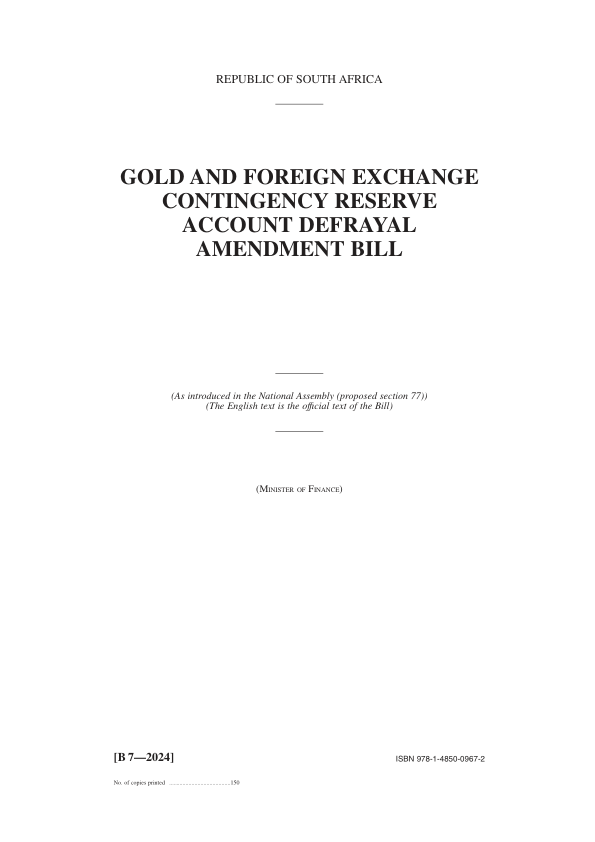 REPUBLIC OF SOUTH AFRICA
GOLD AND FOREIGN EXCHANGE
CONTINGENCY RESERVE
ACCOUNT DEFRAYAL
AMENDMENT BILL
(As introduced in the National Assembly (proposed section 77))
(The English text is the official text of the Bill)
(Minister of Finance)
[B 7—2024]
ISBN 978-1-4850-0967-2
No. of copies printed .......................................150